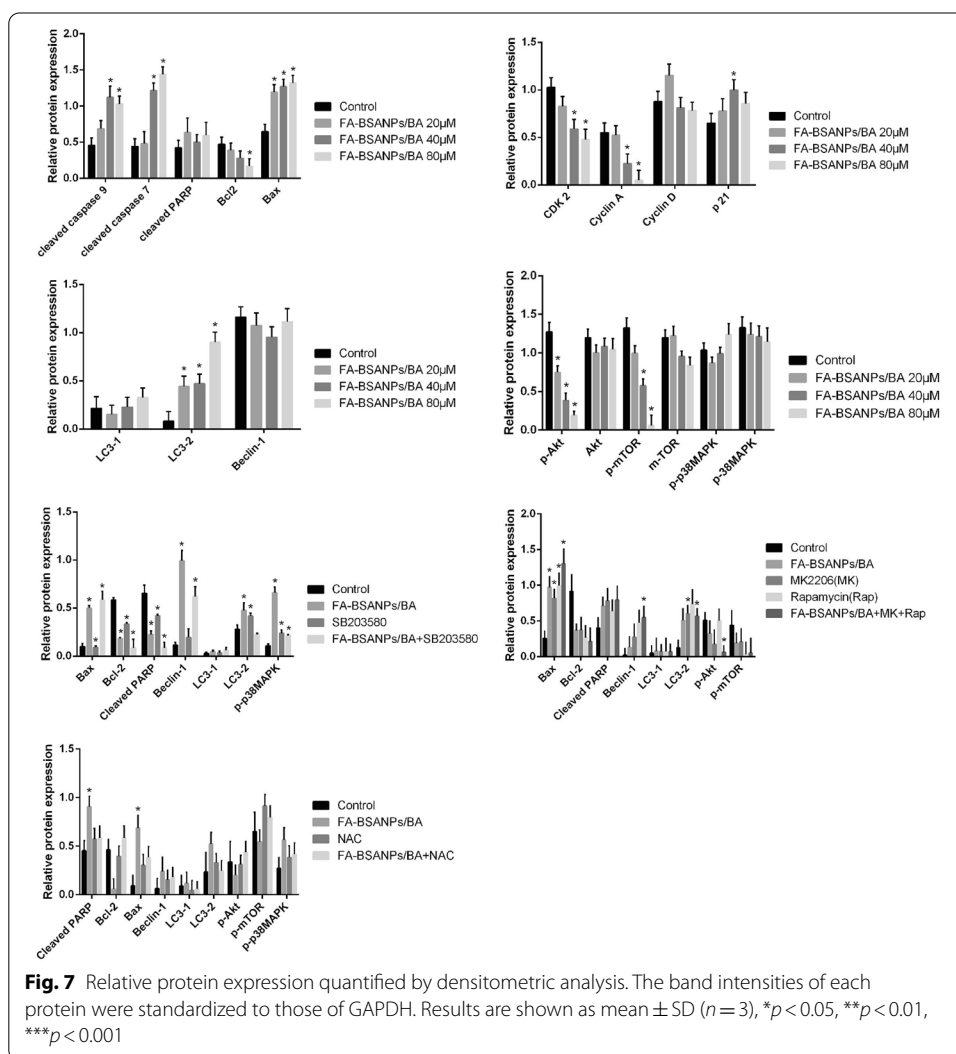 Relative protein expression
2.0
1.5
1.0
0.5
0.0
* * * * * * * *
cleaved caspase 9
cleaved caspase 7
cleaved PARP
Bcl2
Bax
Control
FA-BSANPs/BA 20μM
FA-BSANPs/BA 40μM
FA-BSANPs/BA 80μM
Relative protein expression
1.5
1.0
0.5
0.0
* * * * *
CDK 2
Cyclin A
Cyclin D
p 21
Control
FA-BSANPs/BA 20μM
FA-BSANPs/BA 40μM
FA-BSANPs/BA 80μM
Relative protein expression
1.5
1.0
0.5
0.0
* * *
LC3-1
LC3-2
Beclin-1
Control
FA-BSANPs/BA 20μM
FA-BSANPs/BA 40μM
FA-BSANPs/BA 80μM
Relative protein expression
2.0
1.5
1.0
0.5
0.0
* * * * *
p-Akt
Akt
p-mTOR
m-TOR
p-p38MAPK
p-38MAPK
Control
FA-BSANPs/BA 20μM
FA-BSANPs/BA 40μM
FA-BSANPs/BA 80μM
Relative protein expression
1.5
1.0
0.5
0.0
* * * * * * * * * * * * * * * * *
Bax
Bcl-2
Cleaved PARP
Beclin-1
LC3-1
LC3-2
p-p38MAPK
Control
FA-BSANPs/BA
SB203580
FA-BSANPs/BA+SB203580
Relative protein expression
2.0
1.5
1.0
0.5
0.0
* * * * * * * * *
Bax
Bcl-2
Cleaved PARP
Beclin-1
LC3-1
LC3-2
p-Akt
p-mTOR
Control
FA-BSANPs/BA
MK2206(MK)
Rapamycin(Rap)
FA-BSANPs/BA+MK+Rap
Relative protein expression
1.5
1.0
0.5
0.0
* *
Cleaved PARP
Bcl-2
Bax
Beclin-1
LC3-1
LC3-2
p-Akt
p-mTOR
p-p38MAPK
Control
FA-BSANPs/BA
NAC
FA-BSANPs/BA+NAC
Fig. 7 Relative protein expression quantified by densitometric analysis. The band intensities of each
protein were standardized to those of GAPDH. Results are shown as mean ± SD (n = 3), *p < 0.05, **p < 0.01,
***p < 0.001